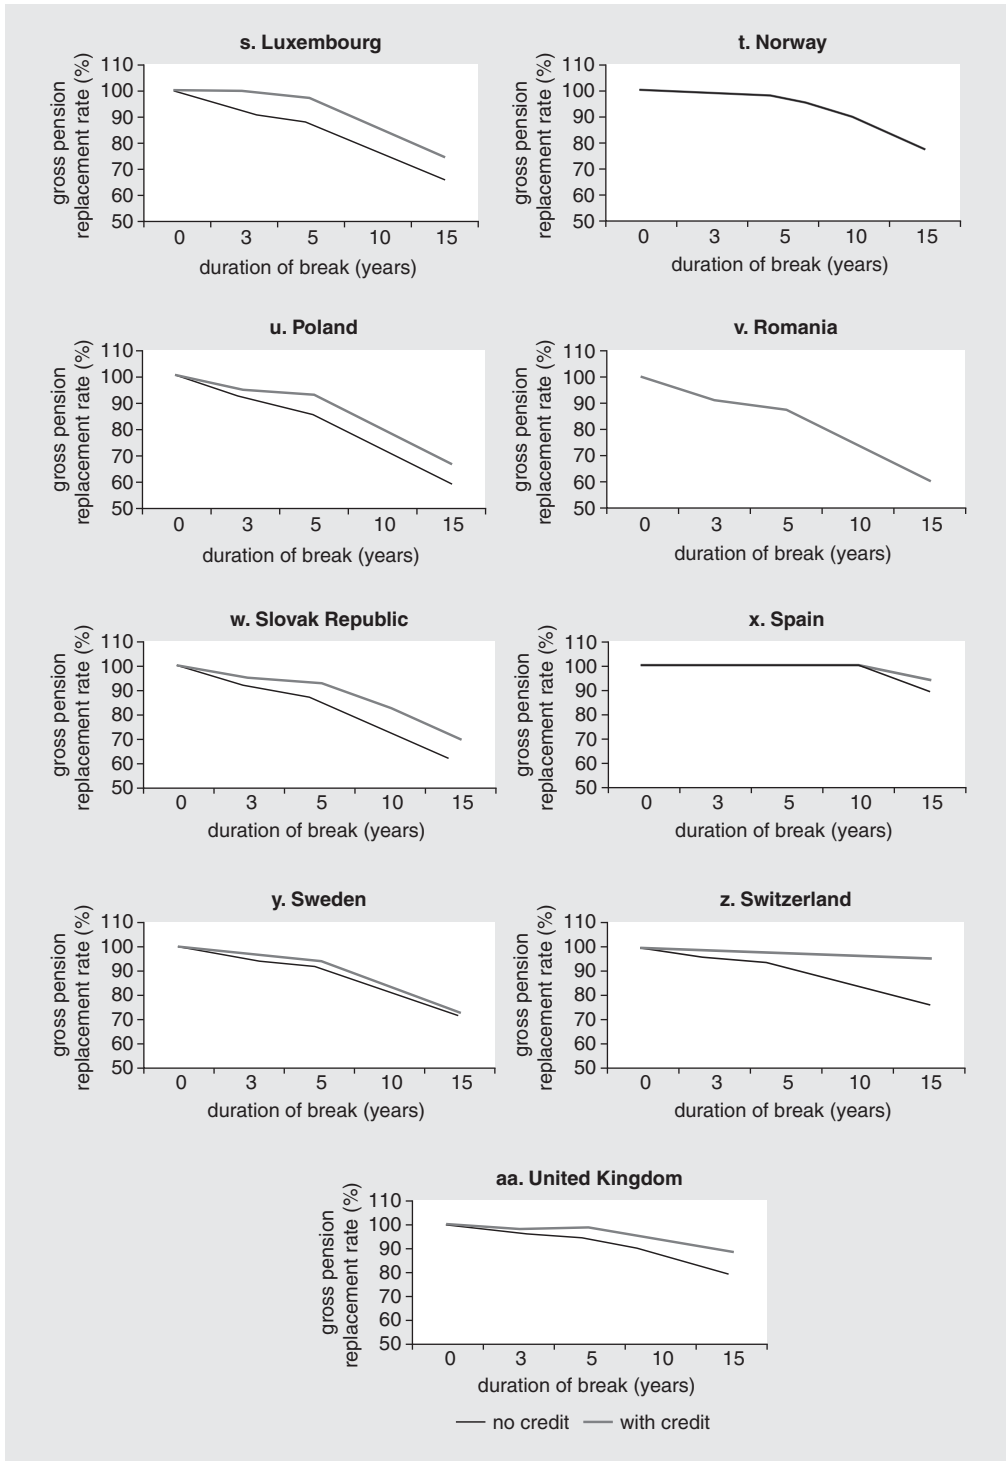 s. Luxembourg
gross pension
replacement rate (%)
110
100
90
80
70
60
50
0 3 5 10 15
duration of break (years)
t. Norway
gross pension
replacement rate (%)
110
100
90
80
70
60
50
0 3 5 10 15
duration of break (years)
u. Poland
gross pension
replacement rate (%)
110
100
90
80
70
60
50
0 3 5 10 15
duration of break (years)
v. Romania
gross pension
replacement rate (%)
110
100
90
80
70
60
50
0 3 5 10 15
duration of break (years)
w. Slovak Republic
gross pension
replacement rate (%)
110
100
90
80
70
60
50
0 3 5 10 15
duration of break (years)
x. Spain
gross pension
replacement rate (%)
110
100
90
80
70
60
50
0 3 5 10 15
duration of break (years)
y. Sweden
gross pension
replacement rate (%)
110
100
90
80
70
60
50
0 3 5 10 15
duration of break (years)
z. Switzerland
gross pension
replacement rate (%)
110
100
90
80
70
60
50
0 3 5 10 15
duration of break (years)
aa. United Kingdom
gross pension
replacement rate (%)
110
100
90
80
70
60
50
0 3 5 10 15
duration of break (years)
no credit with credit